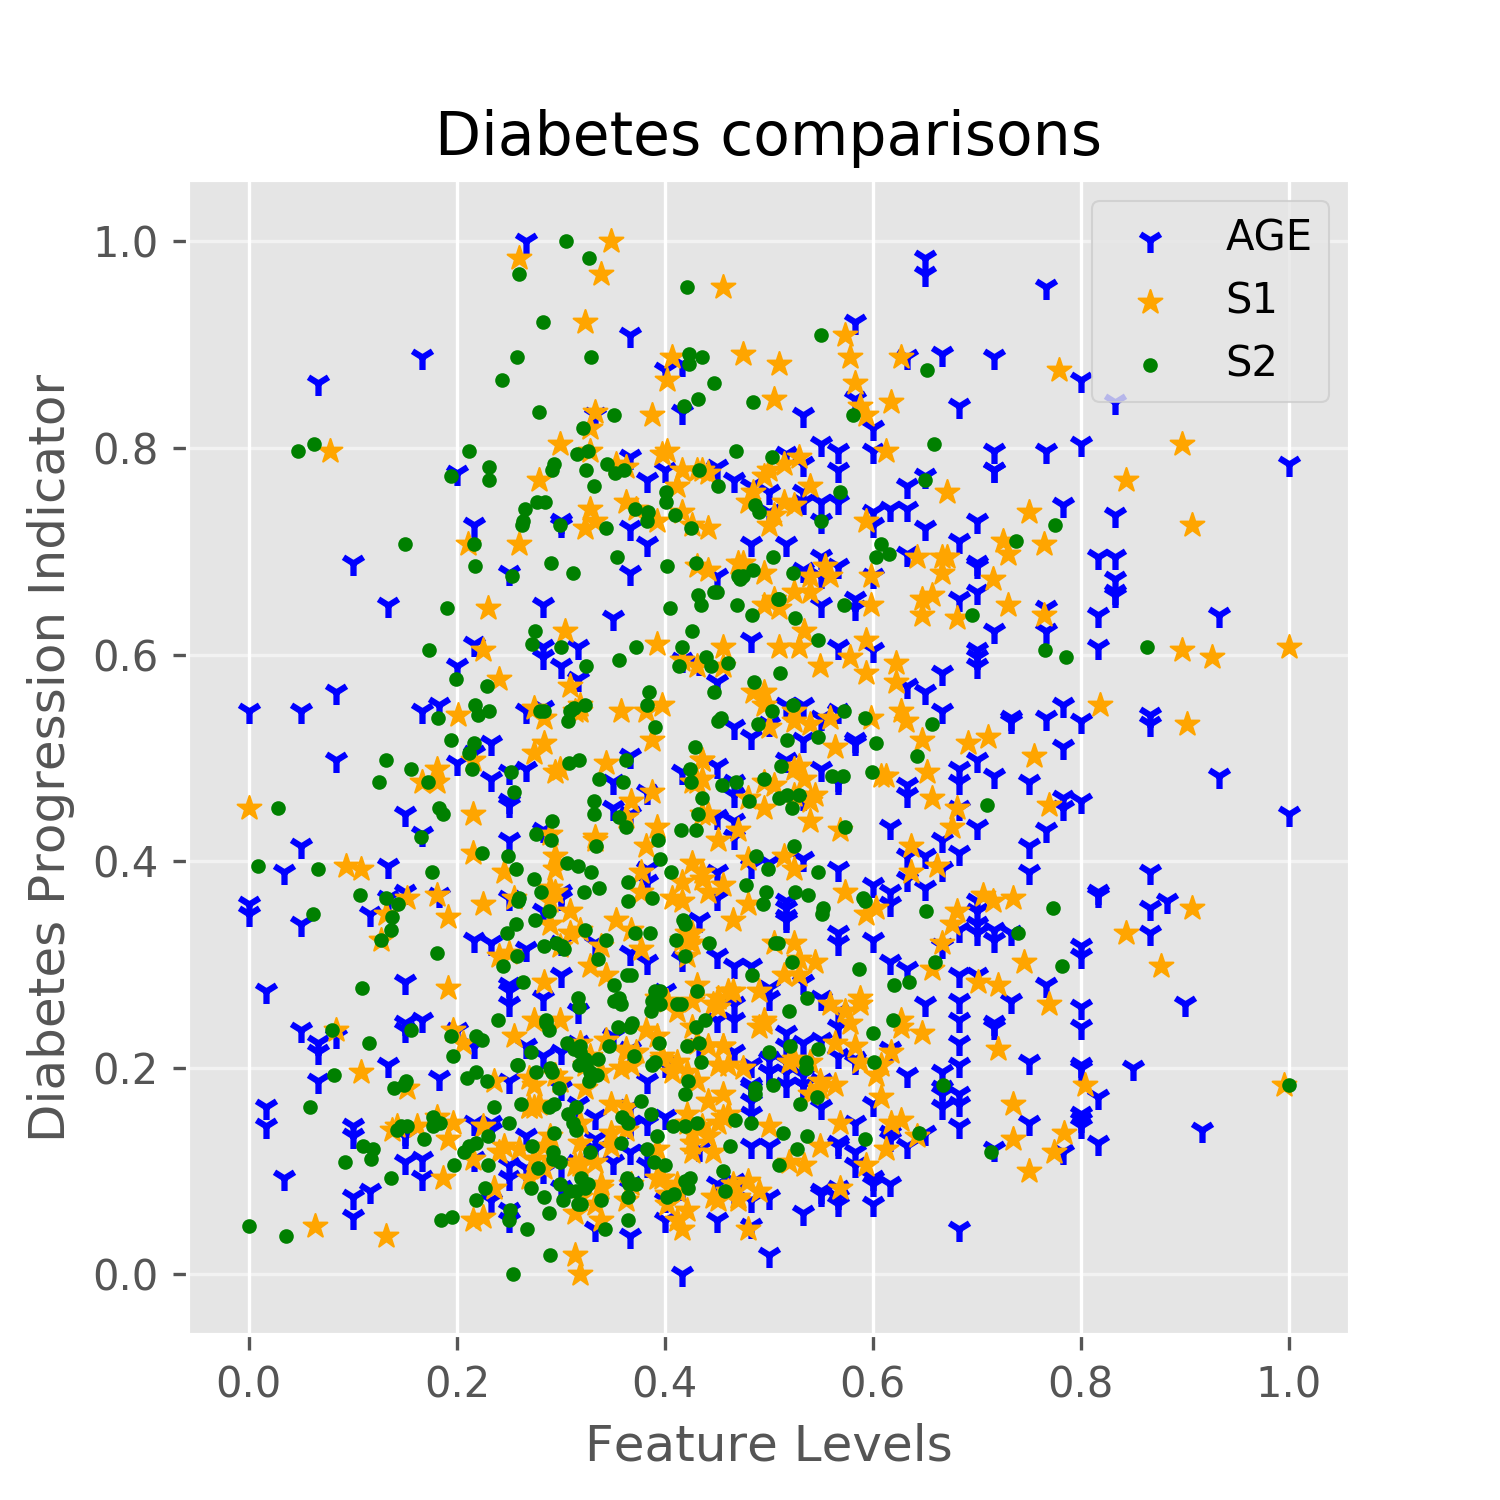 Diabetes comparisons
AGE
S1
S2
1.0
0.8
0.6
0.4
0.2
0.0
Diabetes Progression Indicator
0.0 0.2 0.4 0.6 0.8 1.0
Feature Levels